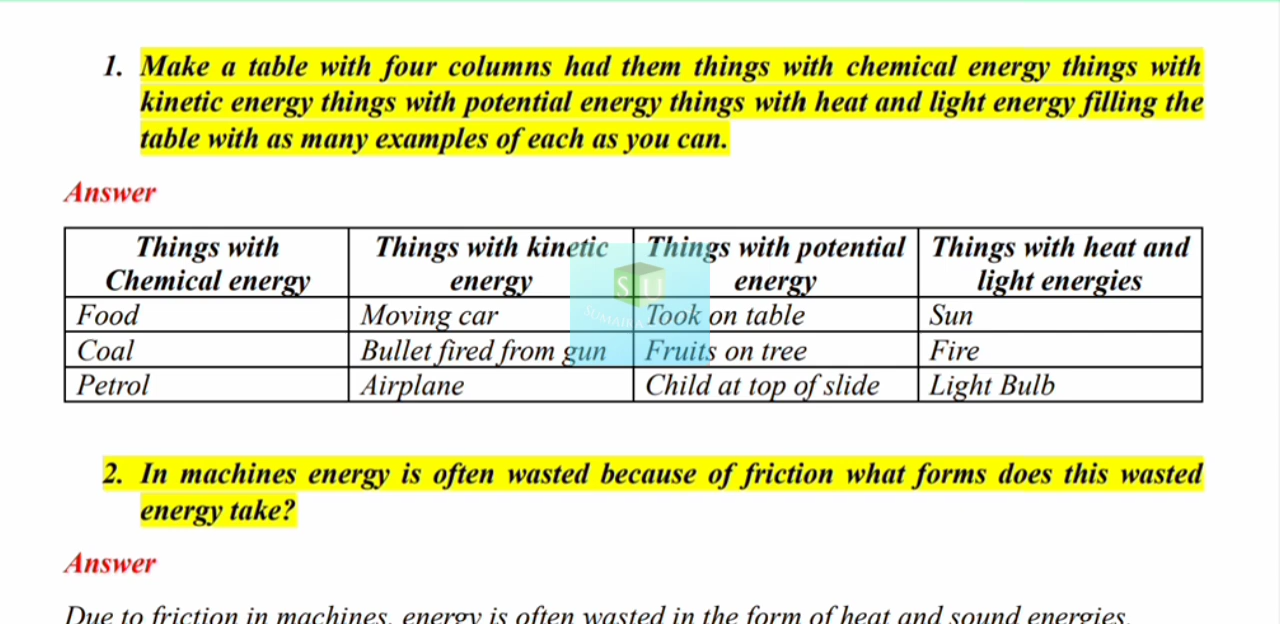 1. Make a table with four columns had them things with chemical energy things with
kinetic energy things with potential energy things with heat and light energy filling the
table with as many examples of each as you can.
Answer
Things with Chemical energy
Things with kinetic energy
Things with potential energy
Things with heat and light energies
Food
Moving car
Took on table
Sun
Coal
Bullet fired from gun
Fruits on tree
Fire
Petrol
Airplane
Child at top of slide
Light Bulb
SU
2. In machines energy is often wasted because of friction what forms does this wasted
energy take?
Answer
Due to friction in machines, energy is often wasted in the form of heat and sound energies.